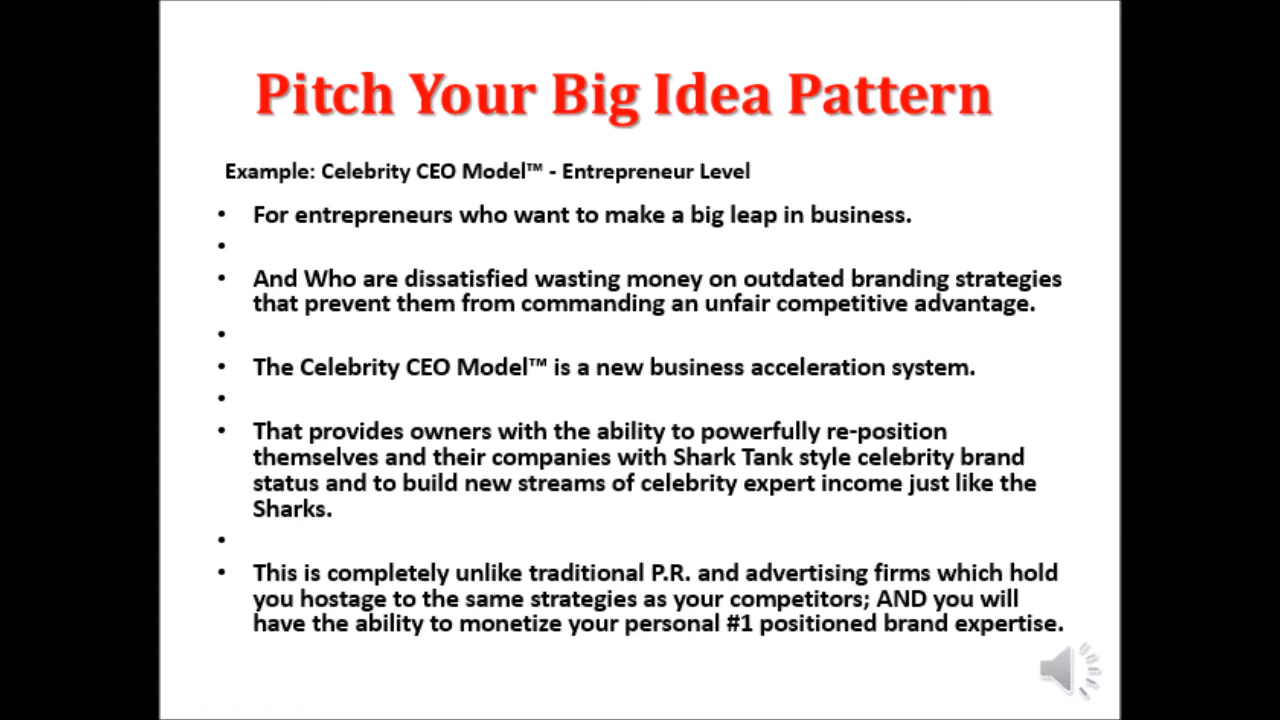 Pitch Your Big Idea Pattern
Example: Celebrity CEO Model™ - Entrepreneur Level
• For entrepreneurs who want to make a big leap in business.
•
• And Who are dissatisfied wasting money on outdated branding strategies
that prevent them from commanding an unfair competitive advantage.
•
• The Celebrity CEO Model™ is a new business acceleration system.
•
• That provides owners with the ability to powerfully re-position
themselves and their companies with Shark Tank style celebrity brand
status and to build new streams of celebrity expert income just like the
Sharks.
•
• This is completely unlike traditional P.R. and advertising firms which hold
you hostage to the same strategies as your competitors; AND you will
have the ability to monetize your personal #1 positioned brand expertise.